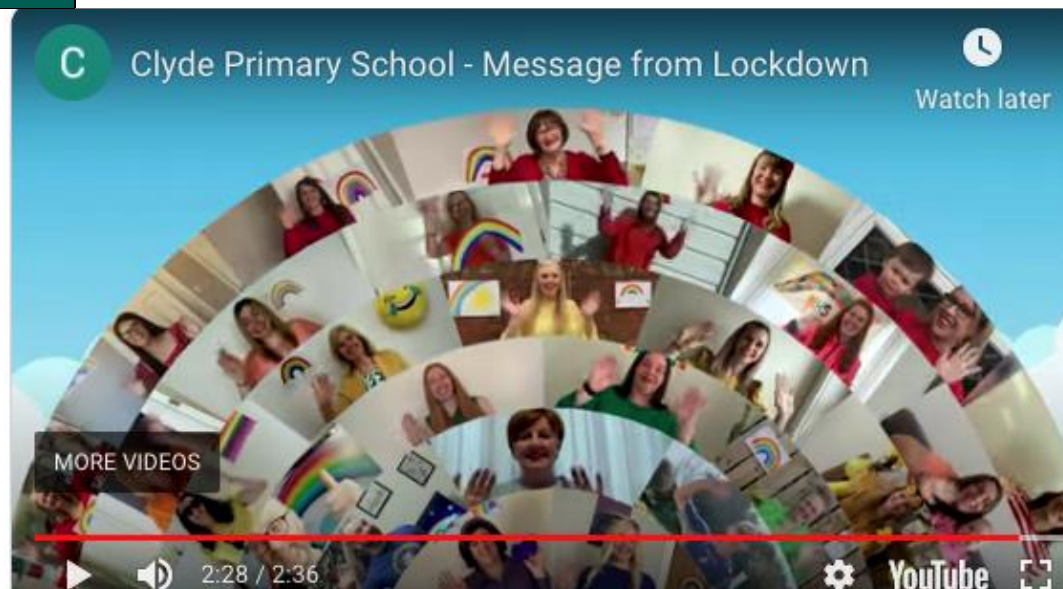 C
Clyde Primary School - Message from Lockdown
Watch later
MORE VIDEOS
2:28 / 2:36
YouTube